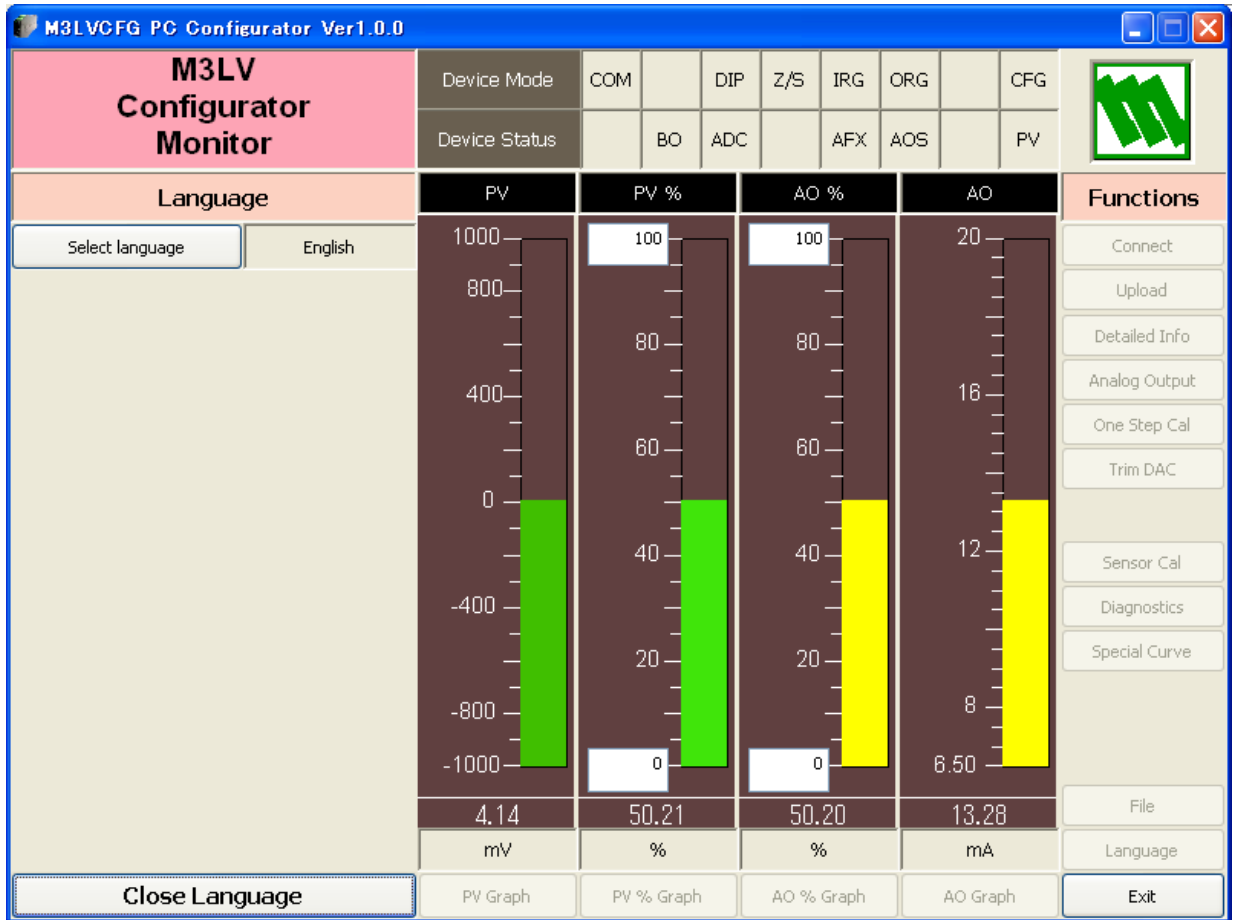 M3LVCFG PC Configurator Ver1.0.0
M3LV
Configurator
Monitor
Device Mode COM DIP Z/S IRG ORG CFG
Device Status BO ADC AFX AOS PV
Language PV PV % AO % AO Functions
Select language English
1000 100 100 20 Connect
800 Upload
80 80 Detailed Info
400 16 Analog Output
60 60 One Step Cal
Trim DAC
0
40 40 12 Sensor Cal
-400 Diagnostics
20 20 Special Curve
-800 8
-1000 0 0 6.50
4.14 50.21 50.20 13.28 File
mV % % mA Language
Close Language PV Graph PV % Graph AO % Graph AO Graph Exit